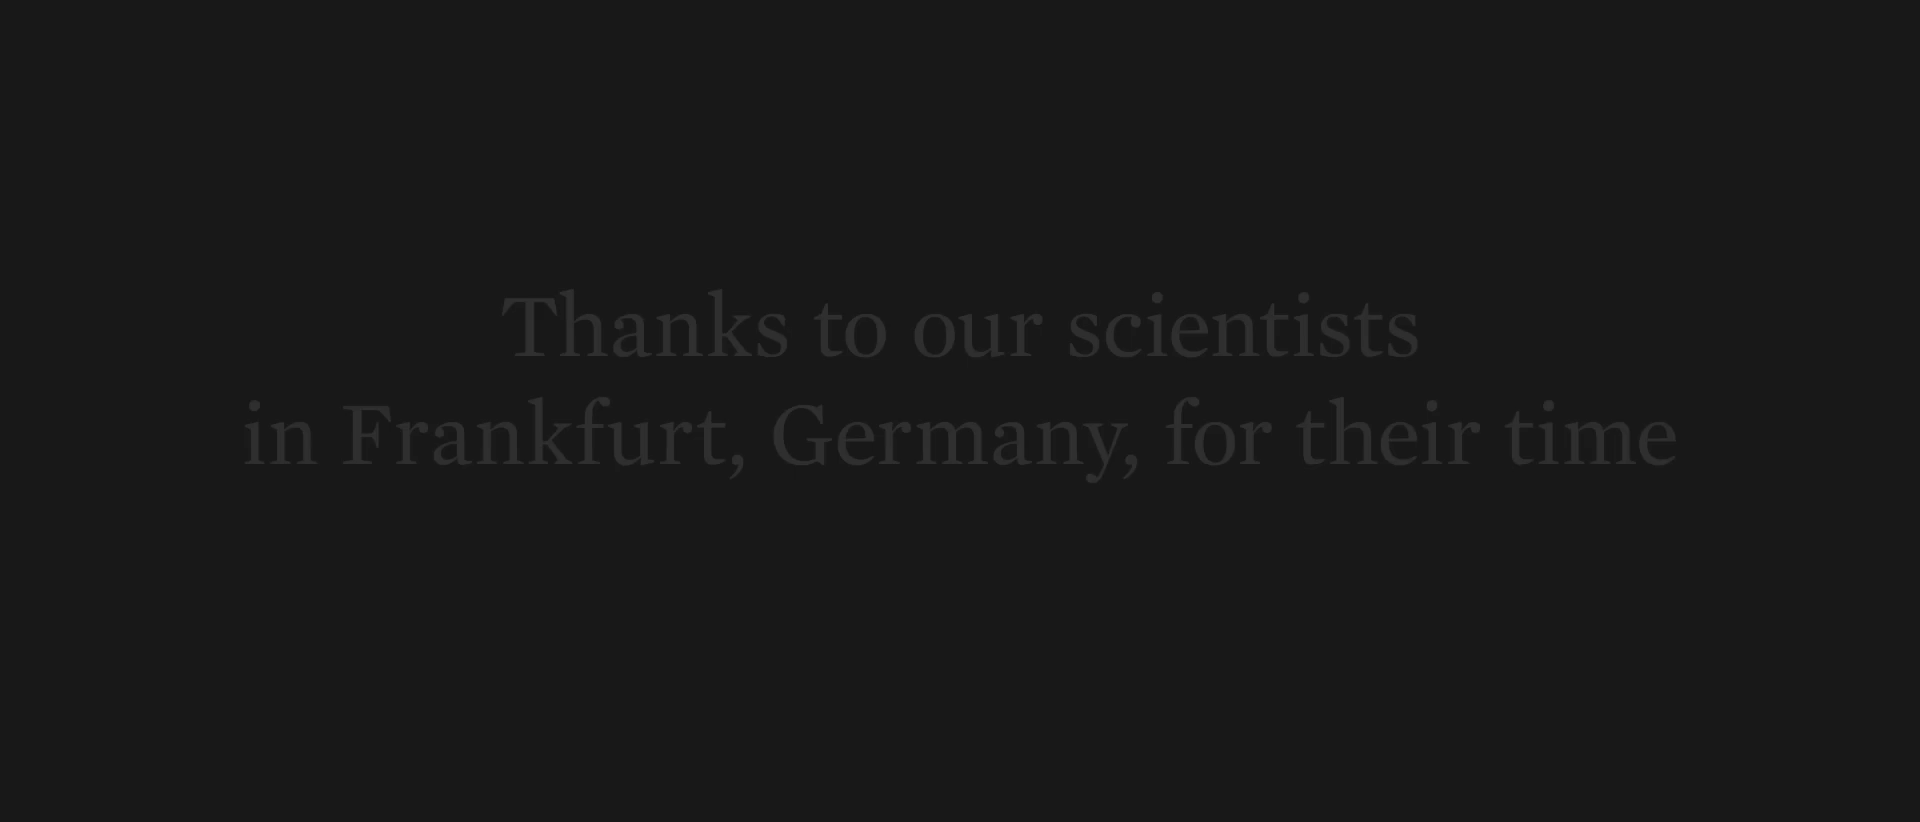 Thanks to our scientists
in Frankfurt, Germany, for their time